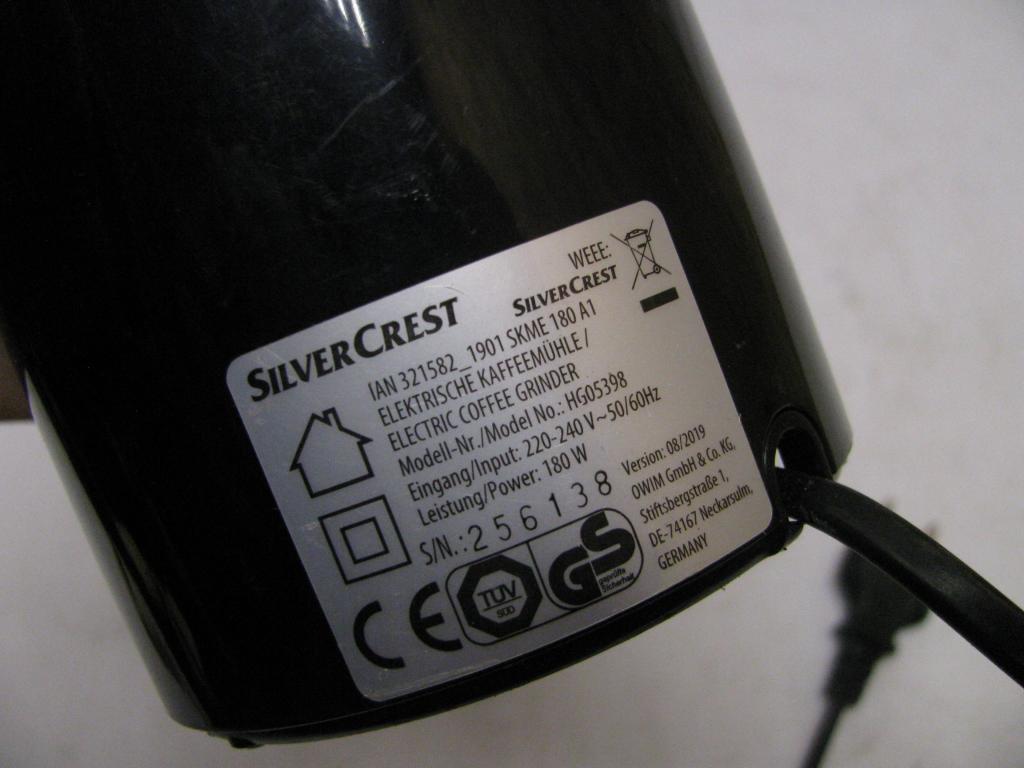 SILVERCREST
WEEE:
SILVERCREST
IAN 321582_1901 SKME 180 A1
ELEKTRISCHE KAFFEEMÜHLE /
ELECTRIC COFFEE GRINDER
Modell-Nr./Model No.: HG05398
Eingang/Input: 220-240 V~50/60Hz
Leistung/Power: 180 W
S/N.: 256138
CE
TÜV
SÜD
GS
geprüfte
Sicherheit
Version: 08/2019
OWIM GmbH & Co. KG,
Stiftsbergstraße 1,
DE-74167 Neckarsulm,
GERMANY